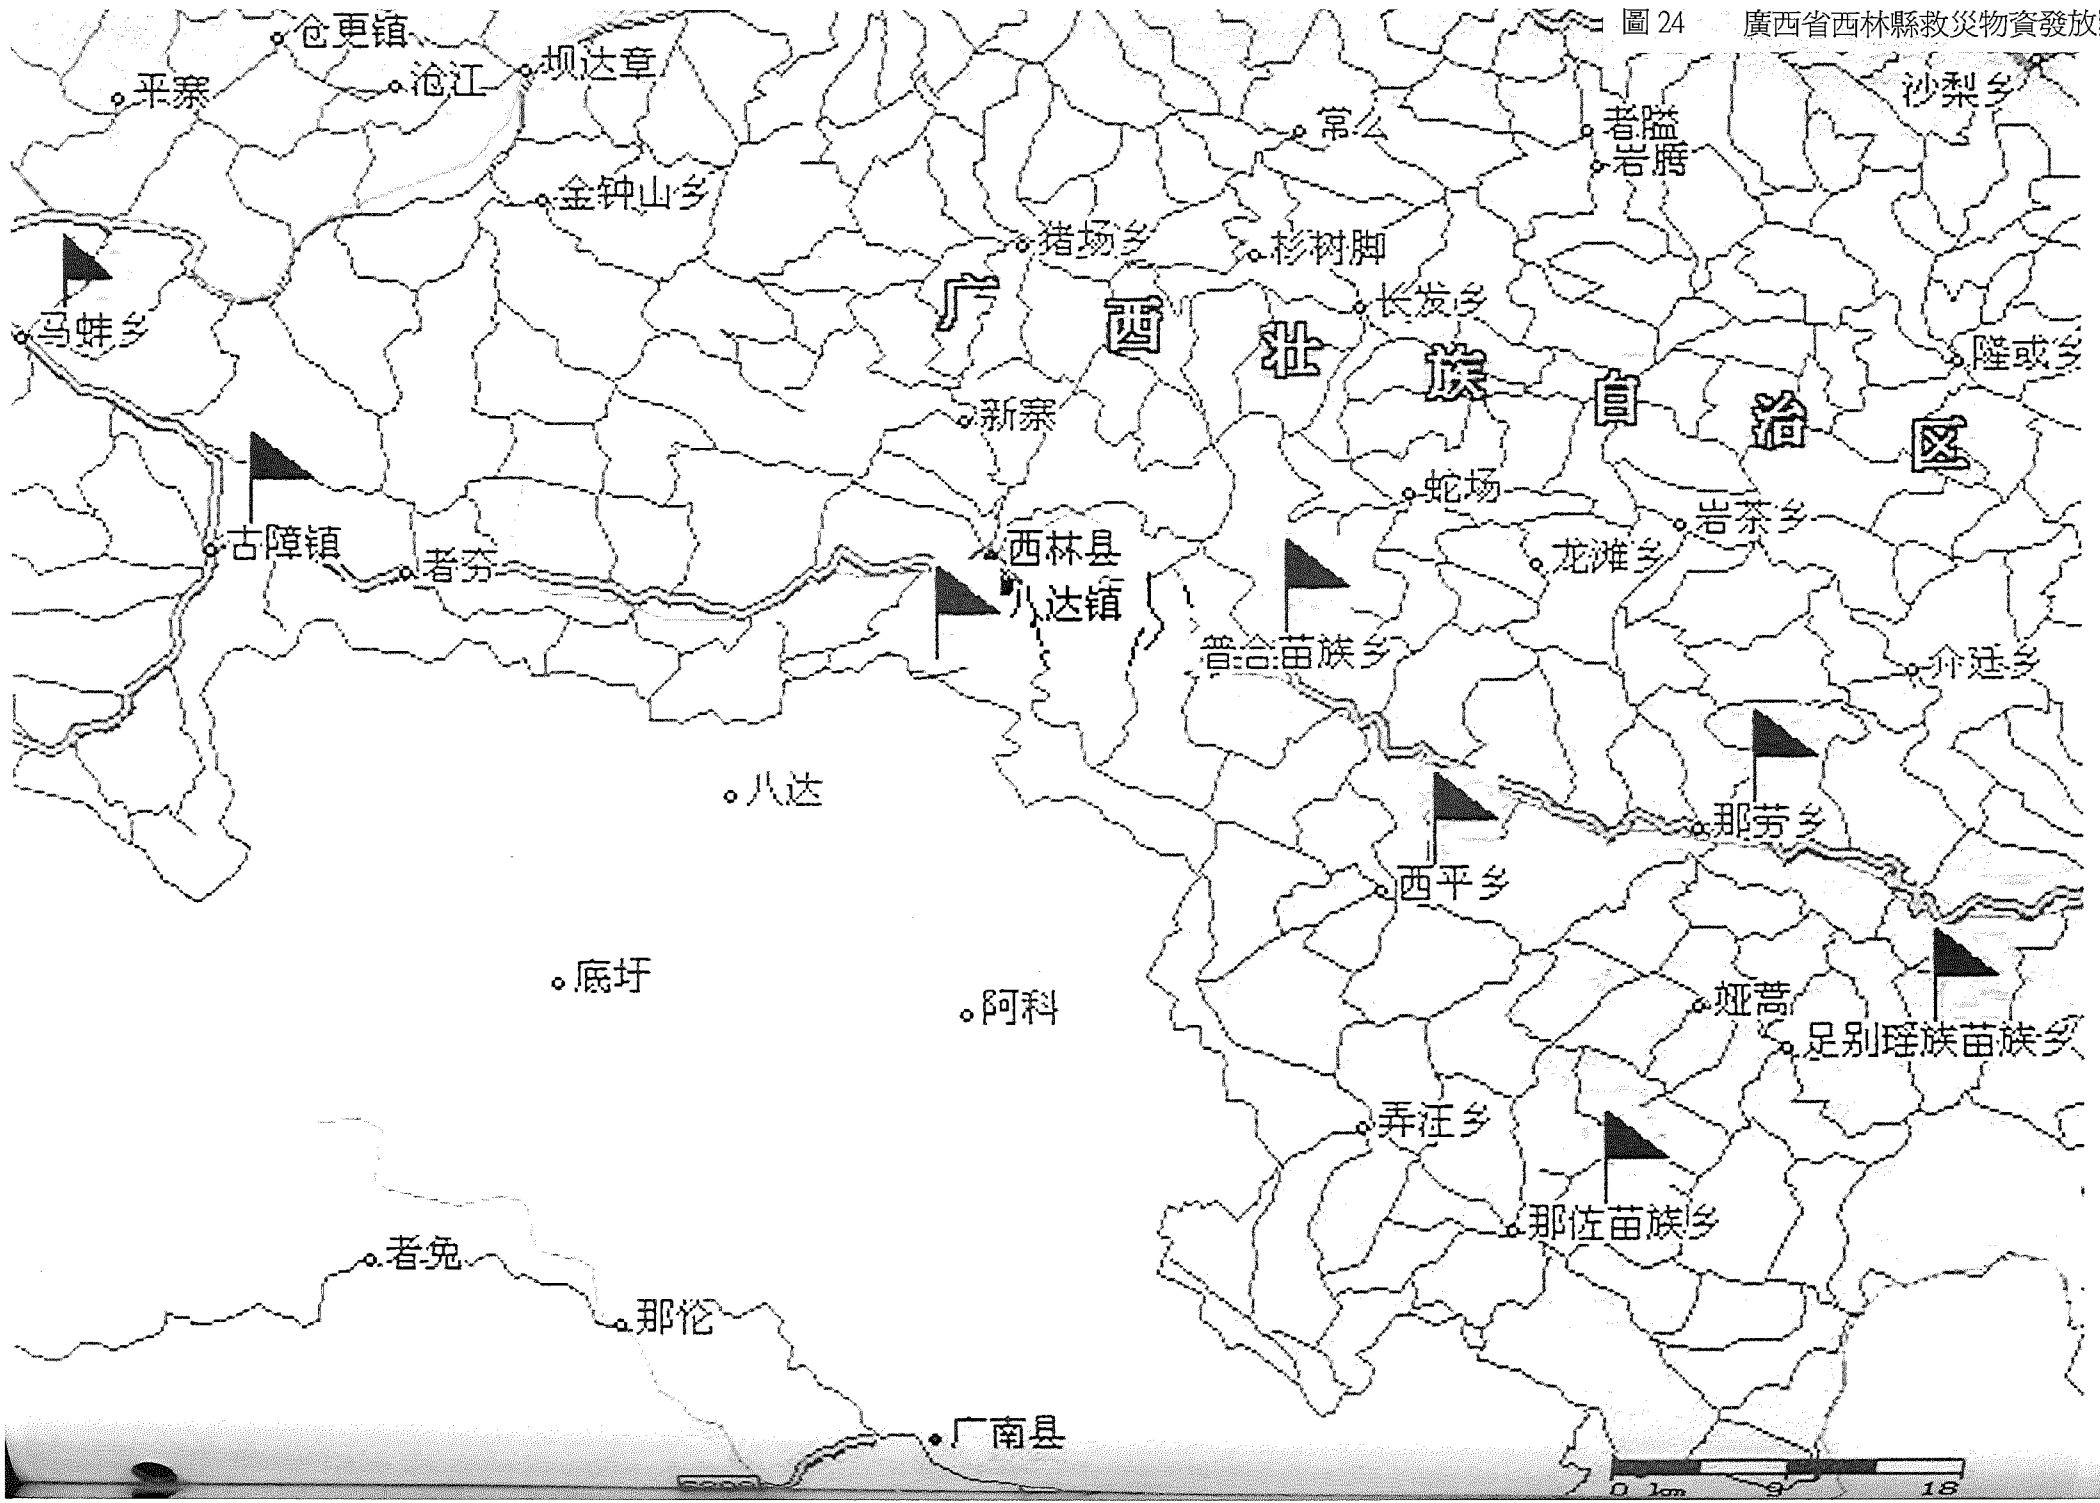 圖 24 廣西省西林縣救災物資發放
仓更镇
坝达章
沧江
平寨
沙梨乡
常么
者隘
岩腾
金钟山乡
猪场乡
杉树脚
广西壮族自治区
长发乡
马蚌乡
隆或乡
新寨
蛇场
岩茶乡
古障镇
者夯
西林县
龙滩乡
八达镇
普合苗族乡
介廷乡
八达
那劳乡
西平乡
底圩
阿科
娅蒿
足别瑶族苗族乡
弄汪乡
那佐苗族乡
者兔
那伦
广南县
0 km 9 18